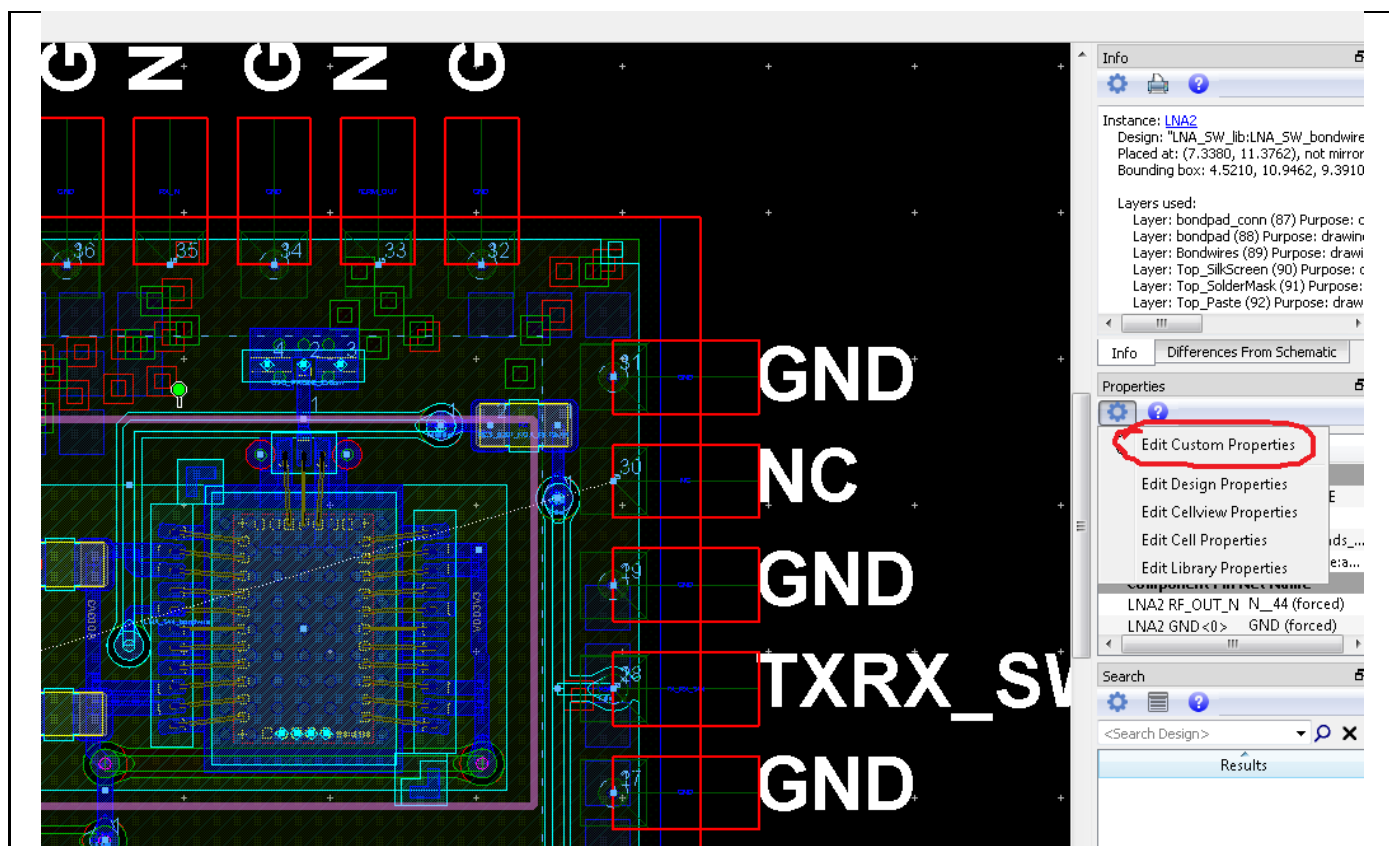 G N G N G
36 35 34 33 32
GND
31
NC
30
GND
TXRX_SW
GND
4 2 3
1
1
1
VDD3V3
Info
Instance: LNA2
Design: "LNA_SW_lib:LNA_SW_bondwire
Placed at: (7.3380, 11.3762), not mirror
Bounding box: 4.5210, 10.9462, 9.3910
Layers used:
Layer: bondpad_conn (87) Purpose: d
Layer: bondpad (88) Purpose: drawing
Layer: Bondwires (89) Purpose: drawi
Layer: Top_SilkScreen (90) Purpose: d
Layer: Top_SolderMask (91) Purpose:
Layer: Top_Paste (92) Purpose: draw
Info Differences From Schematic
Properties
Edit Custom Properties
Edit Design Properties
Edit Cellview Properties
Edit Cell Properties
Edit Library Properties
LNA2 RF_OUT_N N__44 (forced)
LNA2 GND<0> GND (forced)
Search
<Search Design>
Results